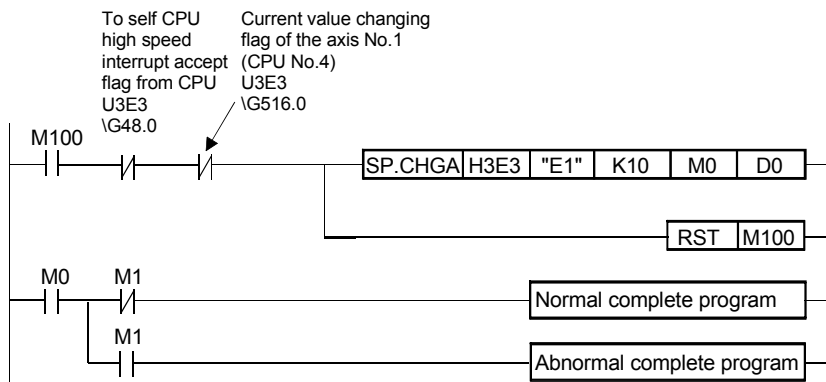 To self CPU
high speed
interrupt accept
flag from CPU
U3E3
\G48.0
Current value changing
flag of the axis No.1
(CPU No.4)
U3E3
\G516.0
M100
SP.CHGA H3E3 "E1" K10 M0 D0
RST M100
M0 M1
Normal complete program
M1
Abnormal complete program